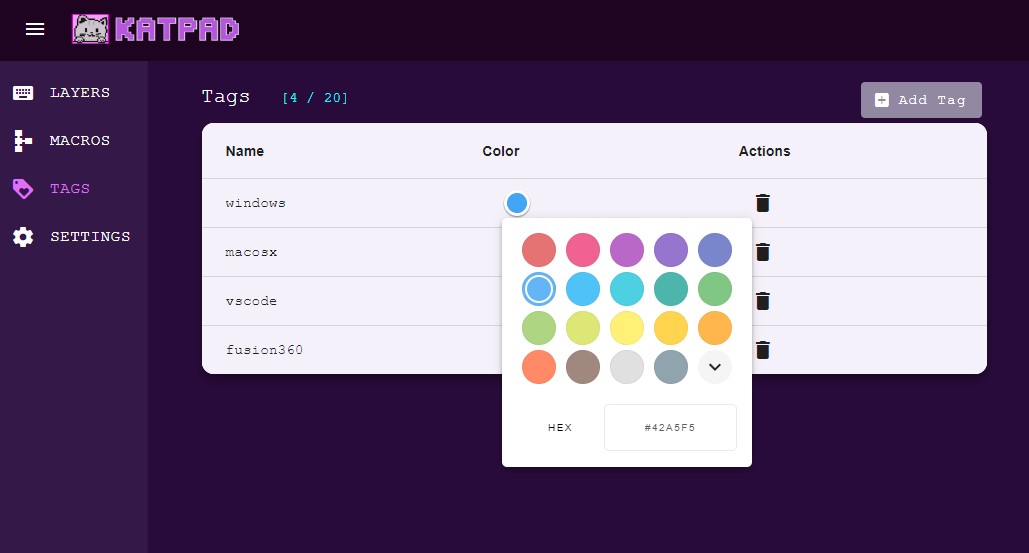 KATPAD
LAYERS
MACROS
TAGS
SETTINGS
Tags [4 / 20]
Add Tag
Name Color Actions
windows
macosx
vscode
fusion360
HEX #42A5F5